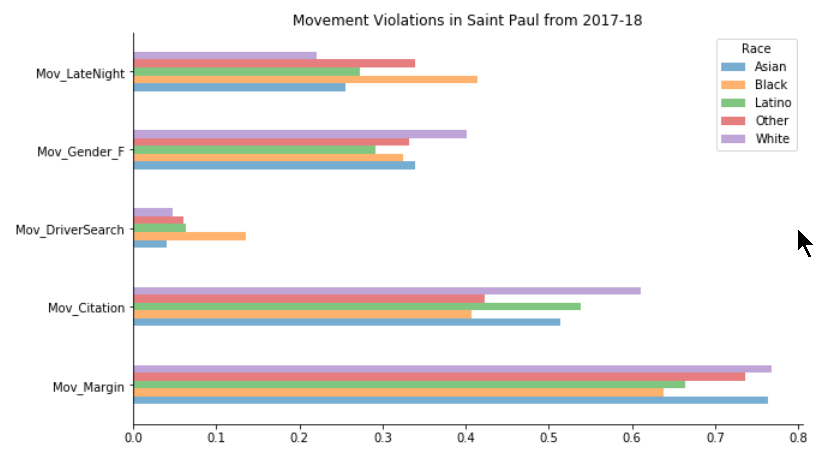 Movement Violations in Saint Paul from 2017-18
Race
Asian
Black
Latino
Other
White
Mov_LateNight
Mov_Gender_F
Mov_DriverSearch
Mov_Citation
Mov_Margin
0.0 0.1 0.2 0.3 0.4 0.5 0.6 0.7 0.8